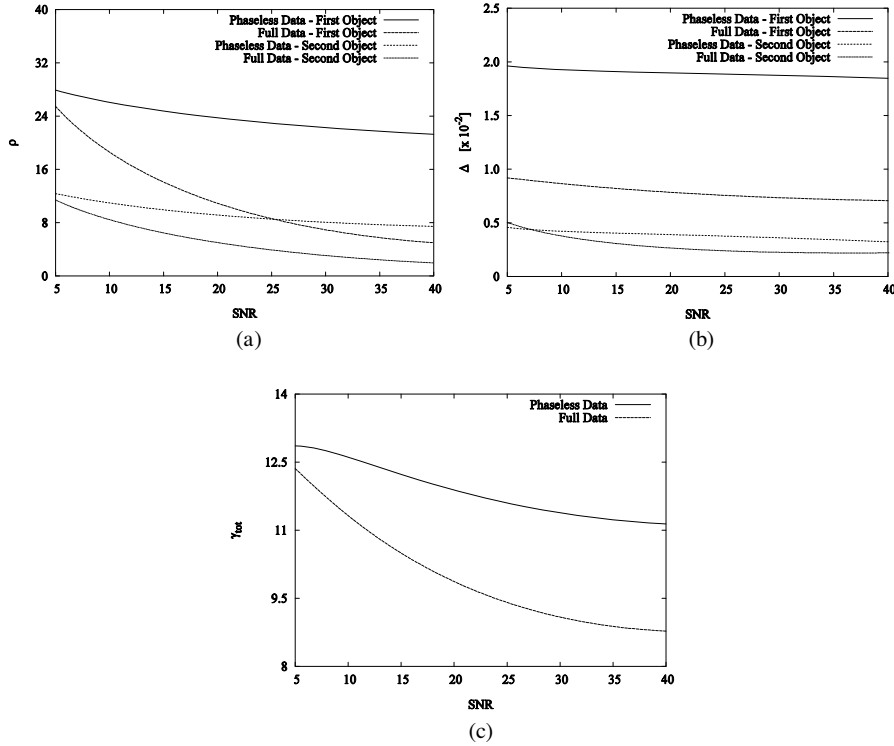 40
32
24
16
8
0
ρ
5 10 15 20 25 30 35 40
SNR
Phaseless Data - First Object
Full Data - First Object
Phaseless Data - Second Object
Full Data - Second Object
(a)
2.5
2.0
1.5
1.0
0.5
0
Δ [x 10⁻²]
5 10 15 20 25 30 35 40
SNR
Phaseless Data - First Object
Full Data - First Object
Phaseless Data - Second Object
Full Data - Second Object
(b)
14
12.5
11
9.5
8
γtot
5 10 15 20 25 30 35 40
SNR
Phaseless Data
Full Data
(c)